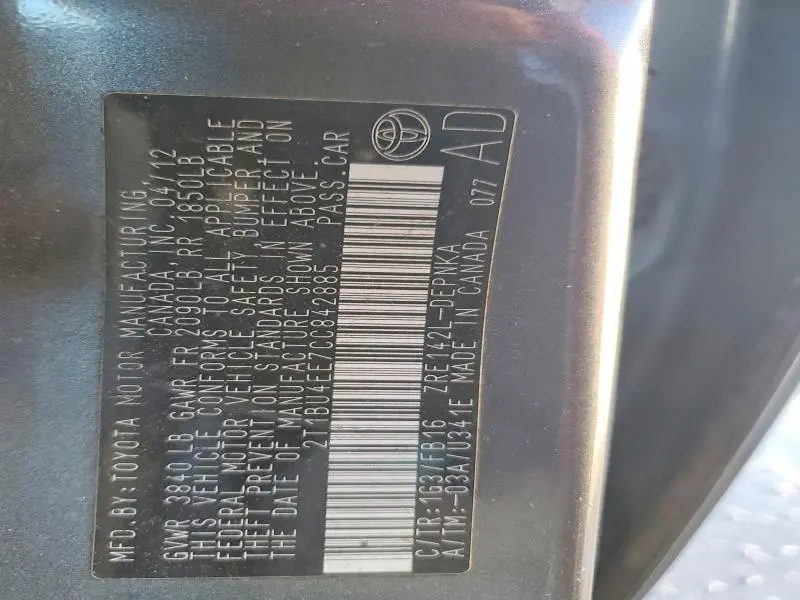 MFD. BY: TOYOTA MOTOR MANUFACTURING
CANADA INC. 04/12
GVWR 3840LB GAWR FR 2090LB RR 1850LB
THIS VEHICLE CONFORMS TO ALL APPLICABLE
FEDERAL MOTOR VEHICLE SAFETY, BUMPER, AND
THEFT PREVENTION STANDARDS IN EFFECT ON
THE DATE OF MANUFACTURE SHOWN ABOVE.
2T1BU4EE7CC842885 PASS.CAR
C/TR:1G3/FB16 ZRE142L-DEPNKA
A/TM:-03A/U341E MADE IN CANADA 077 AD